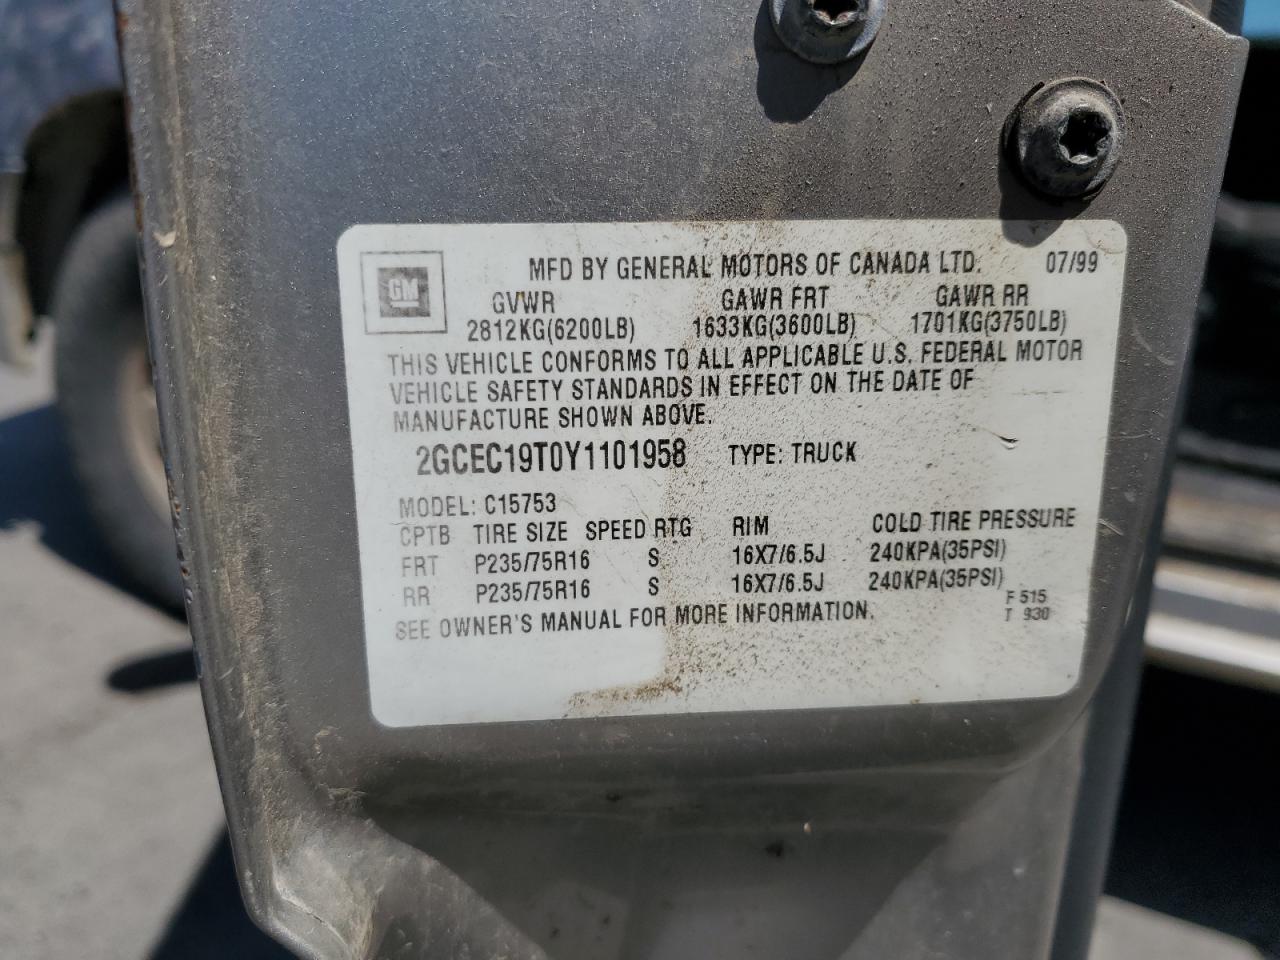 GM
MFD BY GENERAL MOTORS OF CANADA LTD. 07/99
GVWR GAWR FRT GAWR RR
2812KG(6200LB) 1633KG(3600LB) 1701KG(3750LB)
THIS VEHICLE CONFORMS TO ALL APPLICABLE U.S. FEDERAL MOTOR
VEHICLE SAFETY STANDARDS IN EFFECT ON THE DATE OF
MANUFACTURE SHOWN ABOVE.
2GCEC19T0Y1101958 TYPE: TRUCK
MODEL: C15753
CPTB TIRE SIZE SPEED RTG RIM COLD TIRE PRESSURE
FRT P235/75R16 S 16X7/6.5J 240KPA(35PSI)
RR P235/75R16 S 16X7/6.5J 240KPA(35PSI)
SEE OWNER'S MANUAL FOR MORE INFORMATION. F 515
T 930